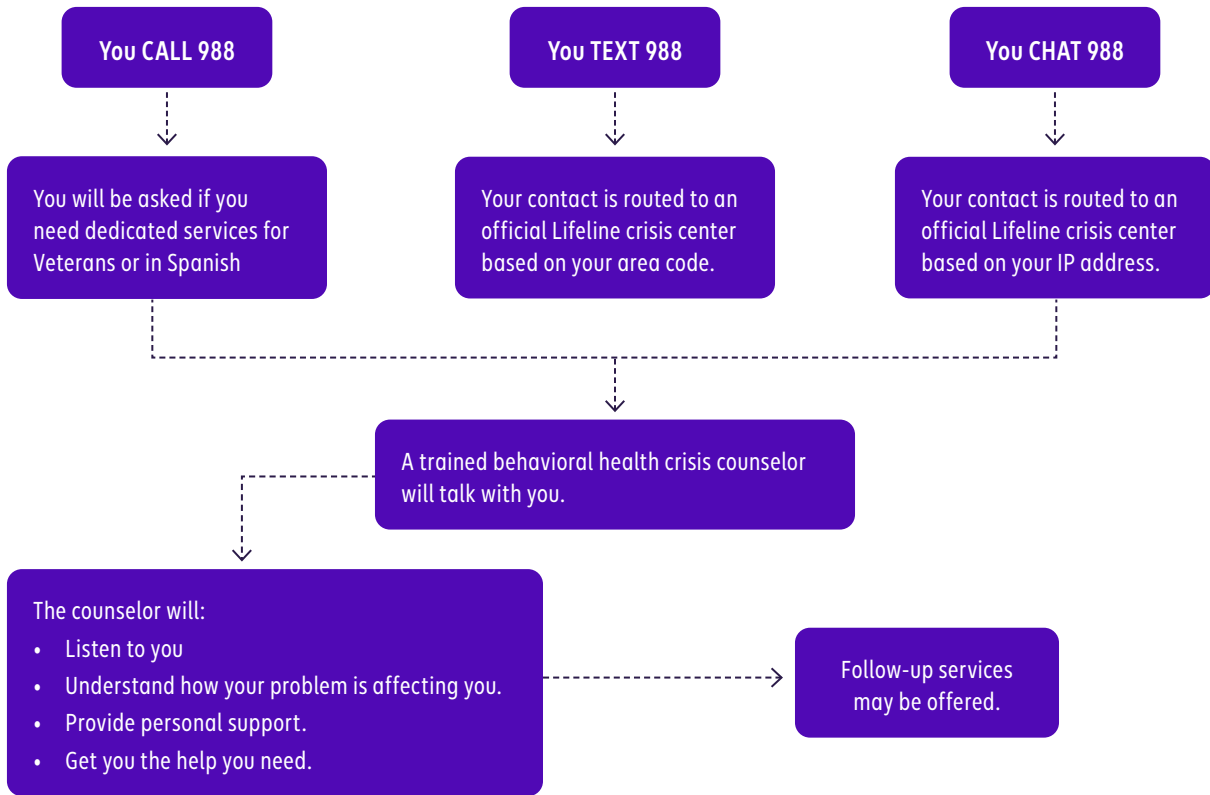 You CALL 988
You TEXT 988
You CHAT 988
You will be asked if you
need dedicated services for
Veterans or in Spanish
Your contact is routed to an
official Lifeline crisis center
based on your area code.
Your contact is routed to an
official Lifeline crisis center
based on your IP address.
A trained behavioral health crisis counselor
will talk with you.
The counselor will:
• Listen to you
• Understand how your problem is affecting you.
• Provide personal support.
• Get you the help you need.
Follow-up services
may be offered.